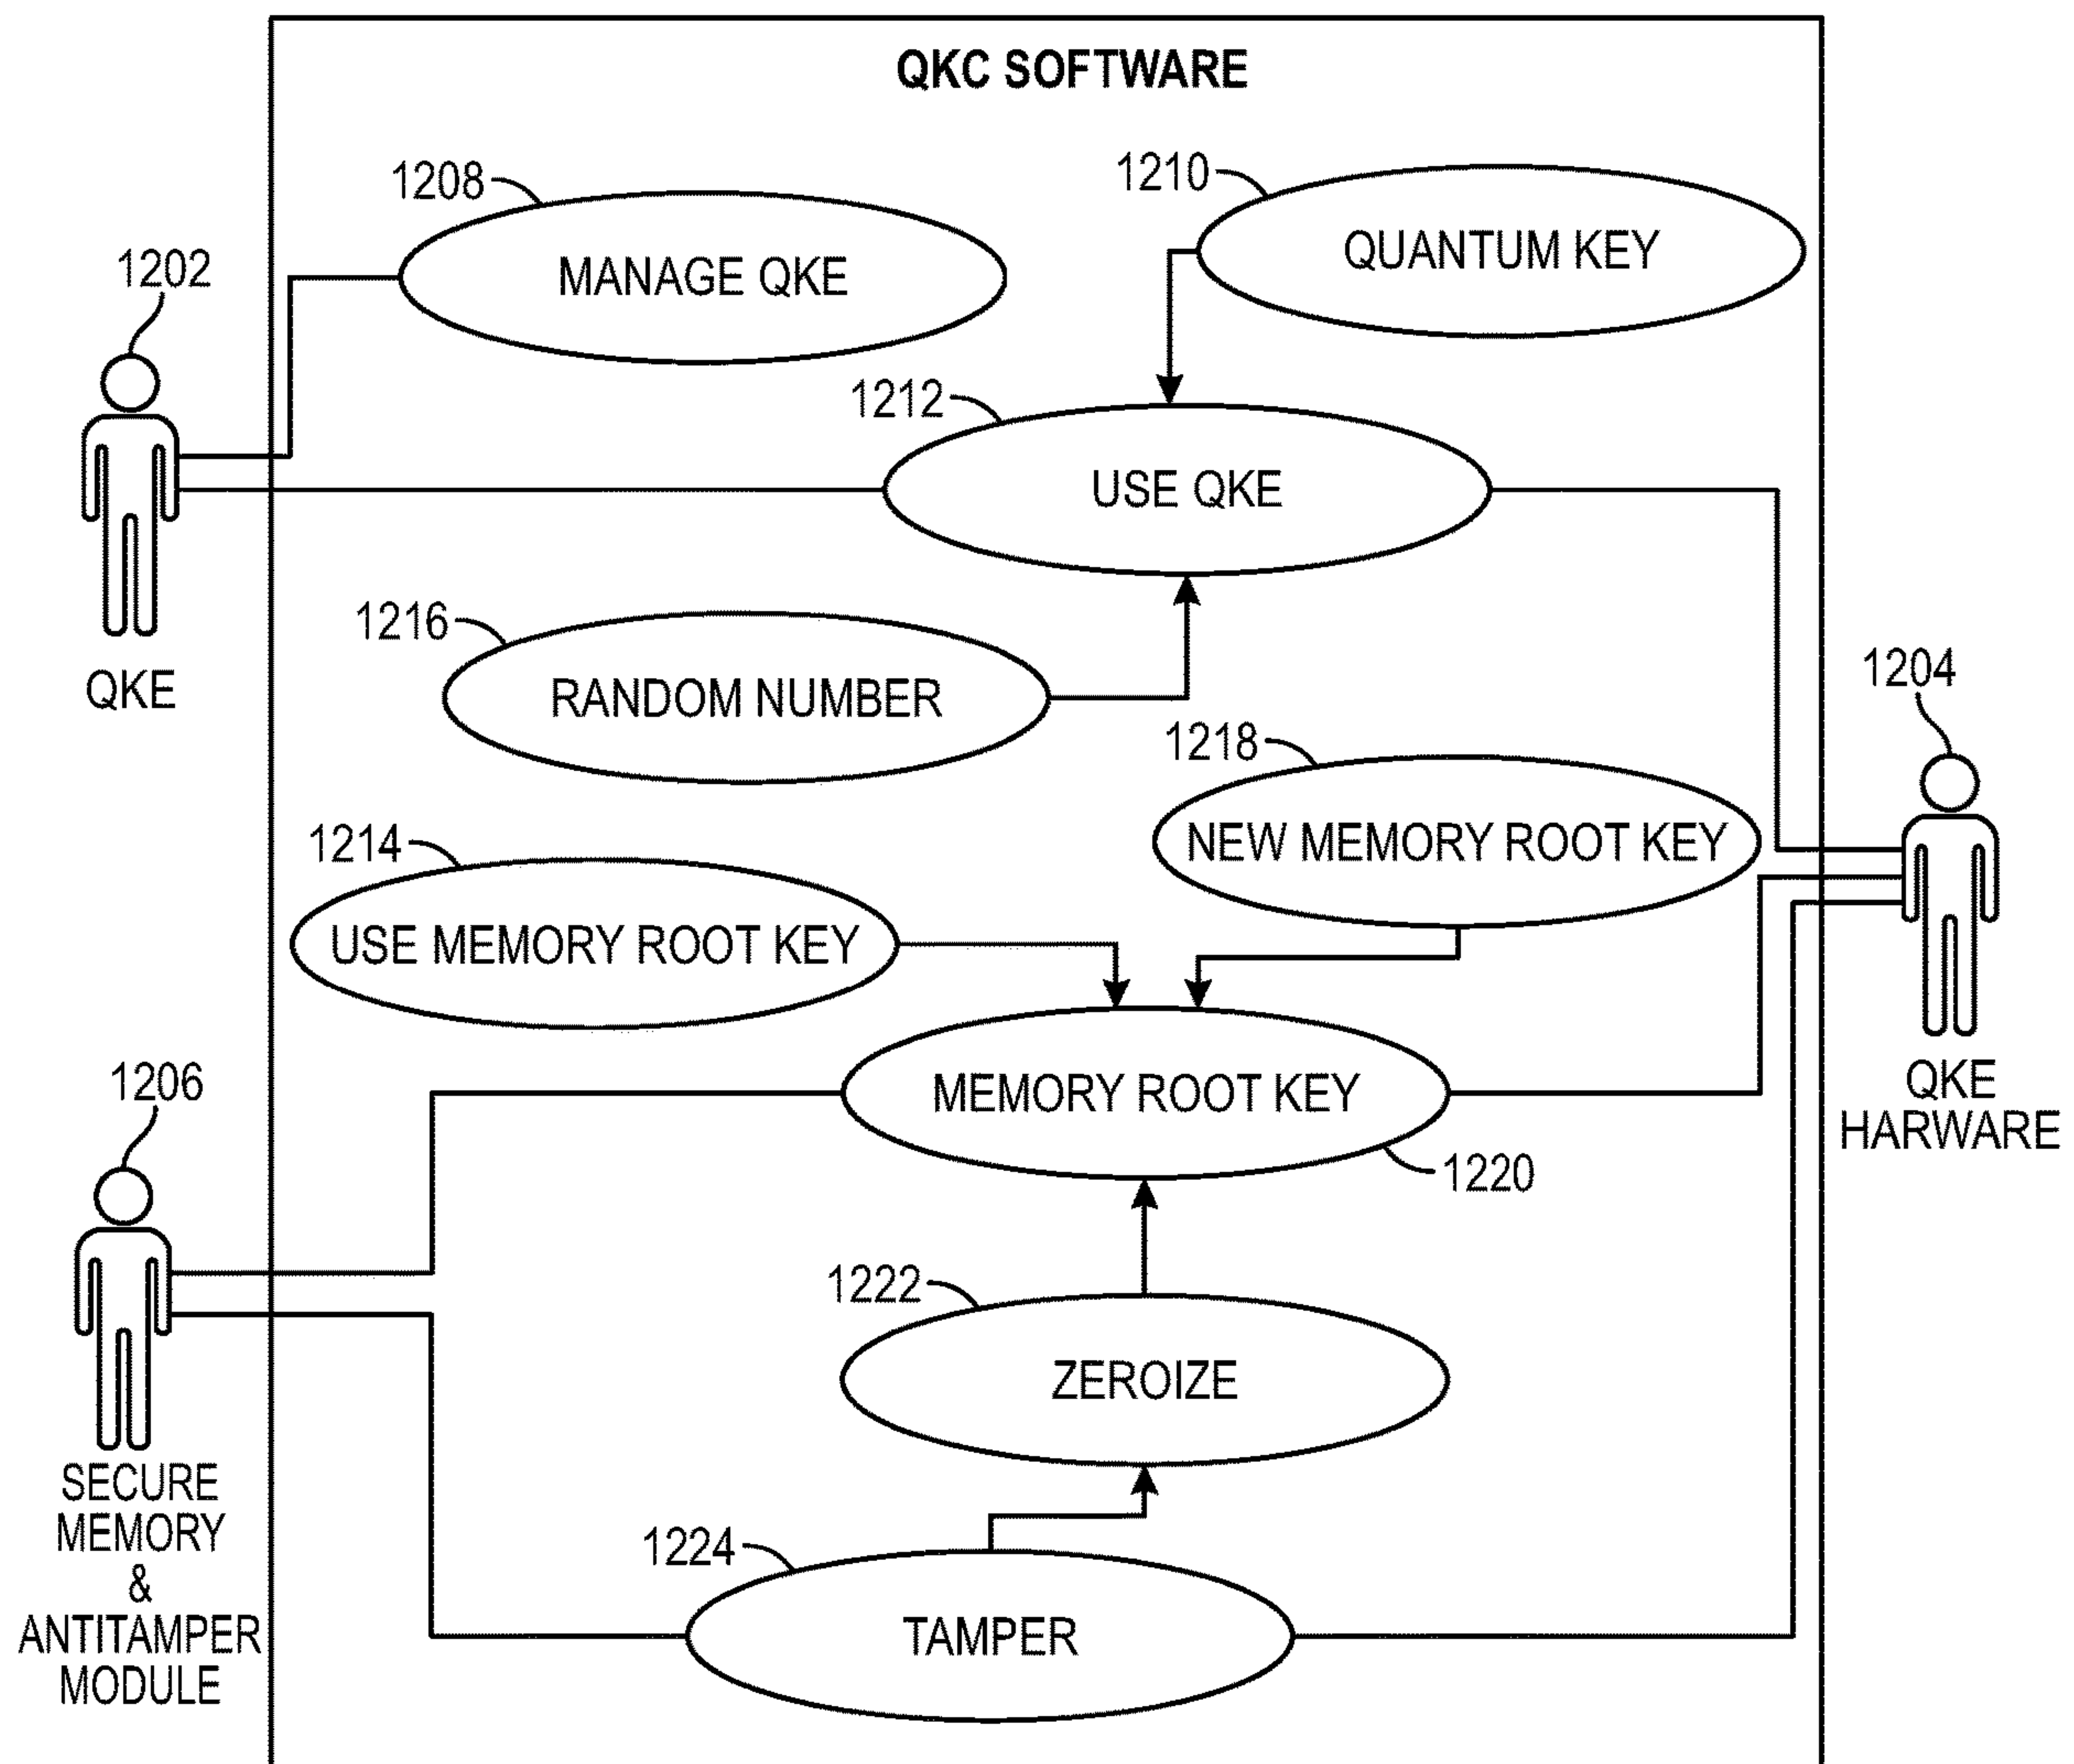 QKC SOFTWARE
1208
1210
MANAGE QKE
QUANTUM KEY
1202
1212
USE QKE
QKE
1216
RANDOM NUMBER
1204
1218
NEW MEMORY ROOT KEY
1214
USE MEMORY ROOT KEY
QKE
HARWARE
1206
MEMORY ROOT KEY
1220
1222
ZEROIZE
SECURE
MEMORY
&
ANTITAMPER
MODULE
1224
TAMPER